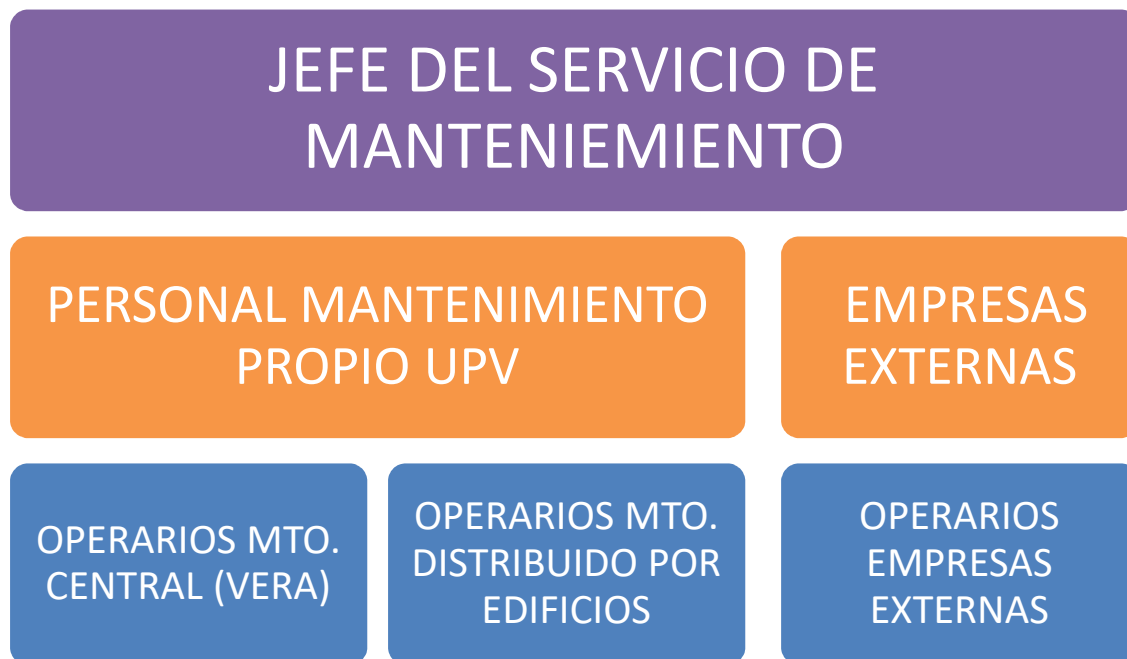 JEFE DEL SERVICIO DE
MANTENIEMIENTO
PERSONAL MANTENIMIENTO
PROPIO UPV
EMPRESAS
EXTERNAS
OPERARIOS MTO.
CENTRAL (VERA)
OPERARIOS MTO.
DISTRIBUIDO POR
EDIFICIOS
OPERARIOS
EMPRESAS
EXTERNAS